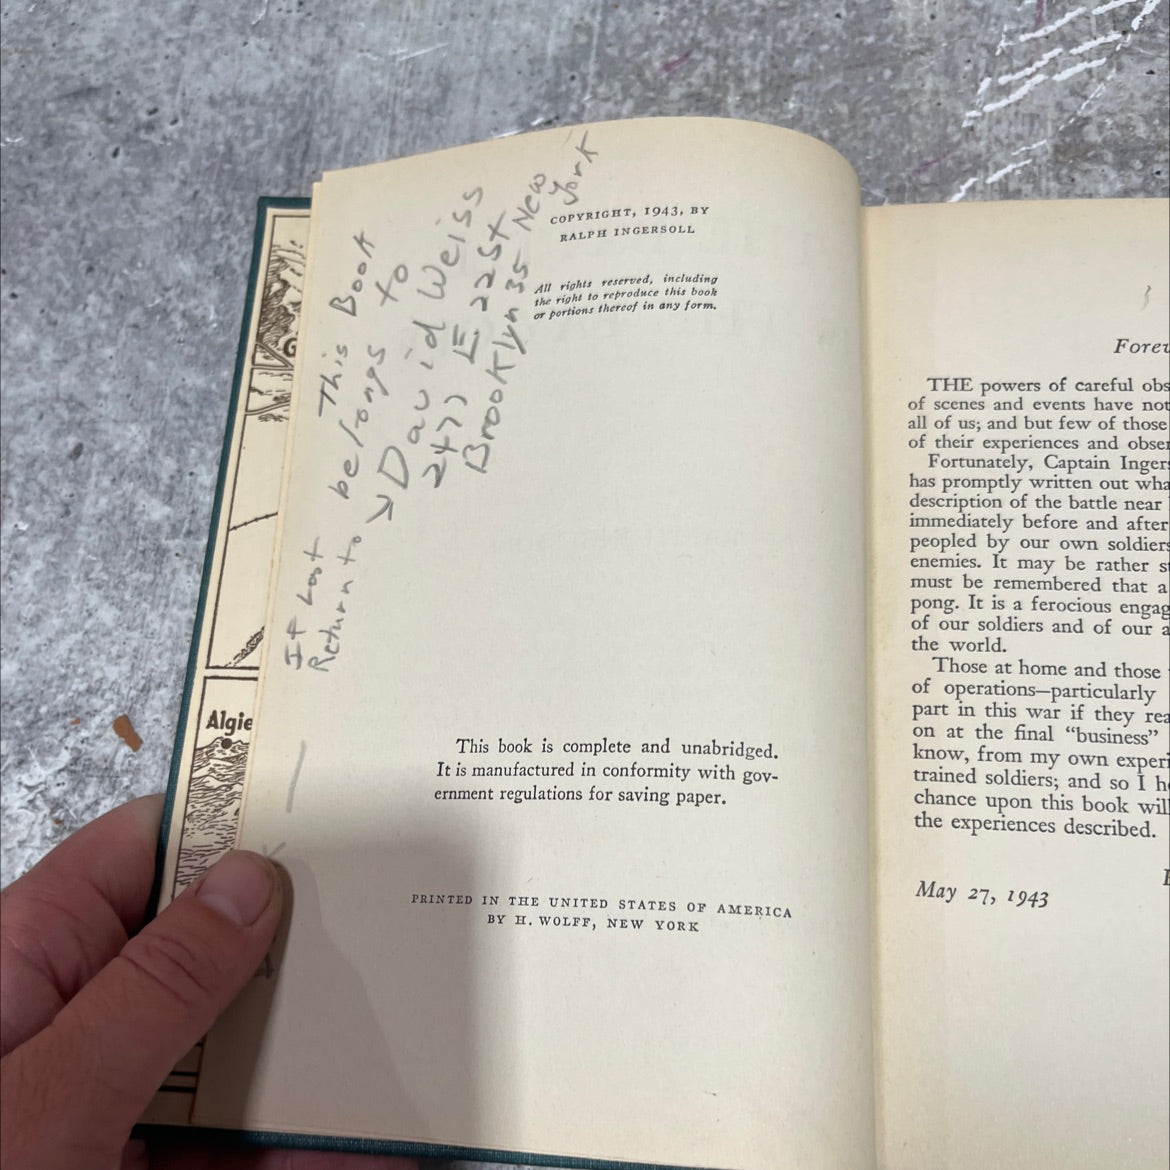 This Book
belongs to
David Weiss
2477 E 22 St
Brooklyn 35 New
York
If Lost
Return to
COPYRIGHT, 1943, BY
RALPH INGERSOLL
All rights reserved, including
the right to reproduce this book
or portions thereof in any form.
This book is complete and unabridged.
It is manufactured in conformity with gov-
ernment regulations for saving paper.
PRINTED IN THE UNITED STATES OF AMERICA
BY H. WOLFF, NEW YORK
G
Algie
Forew
THE powers of careful obs
of scenes and events have not
all of us; and but few of those
of their experiences and obser
Fortunately, Captain Ingers
has promptly written out wha
description of the battle near
immediately before and after
peopled by our own soldiers
enemies. It may be rather st
must be remembered that a
pong. It is a ferocious engag
of our soldiers and of our a
the world.
Those at home and those
of operations—particularly
part in this war if they rea
on at the final "business"
know, from my own experi
trained soldiers; and so I ho
chance upon this book will
the experiences described.
May 27, 1943